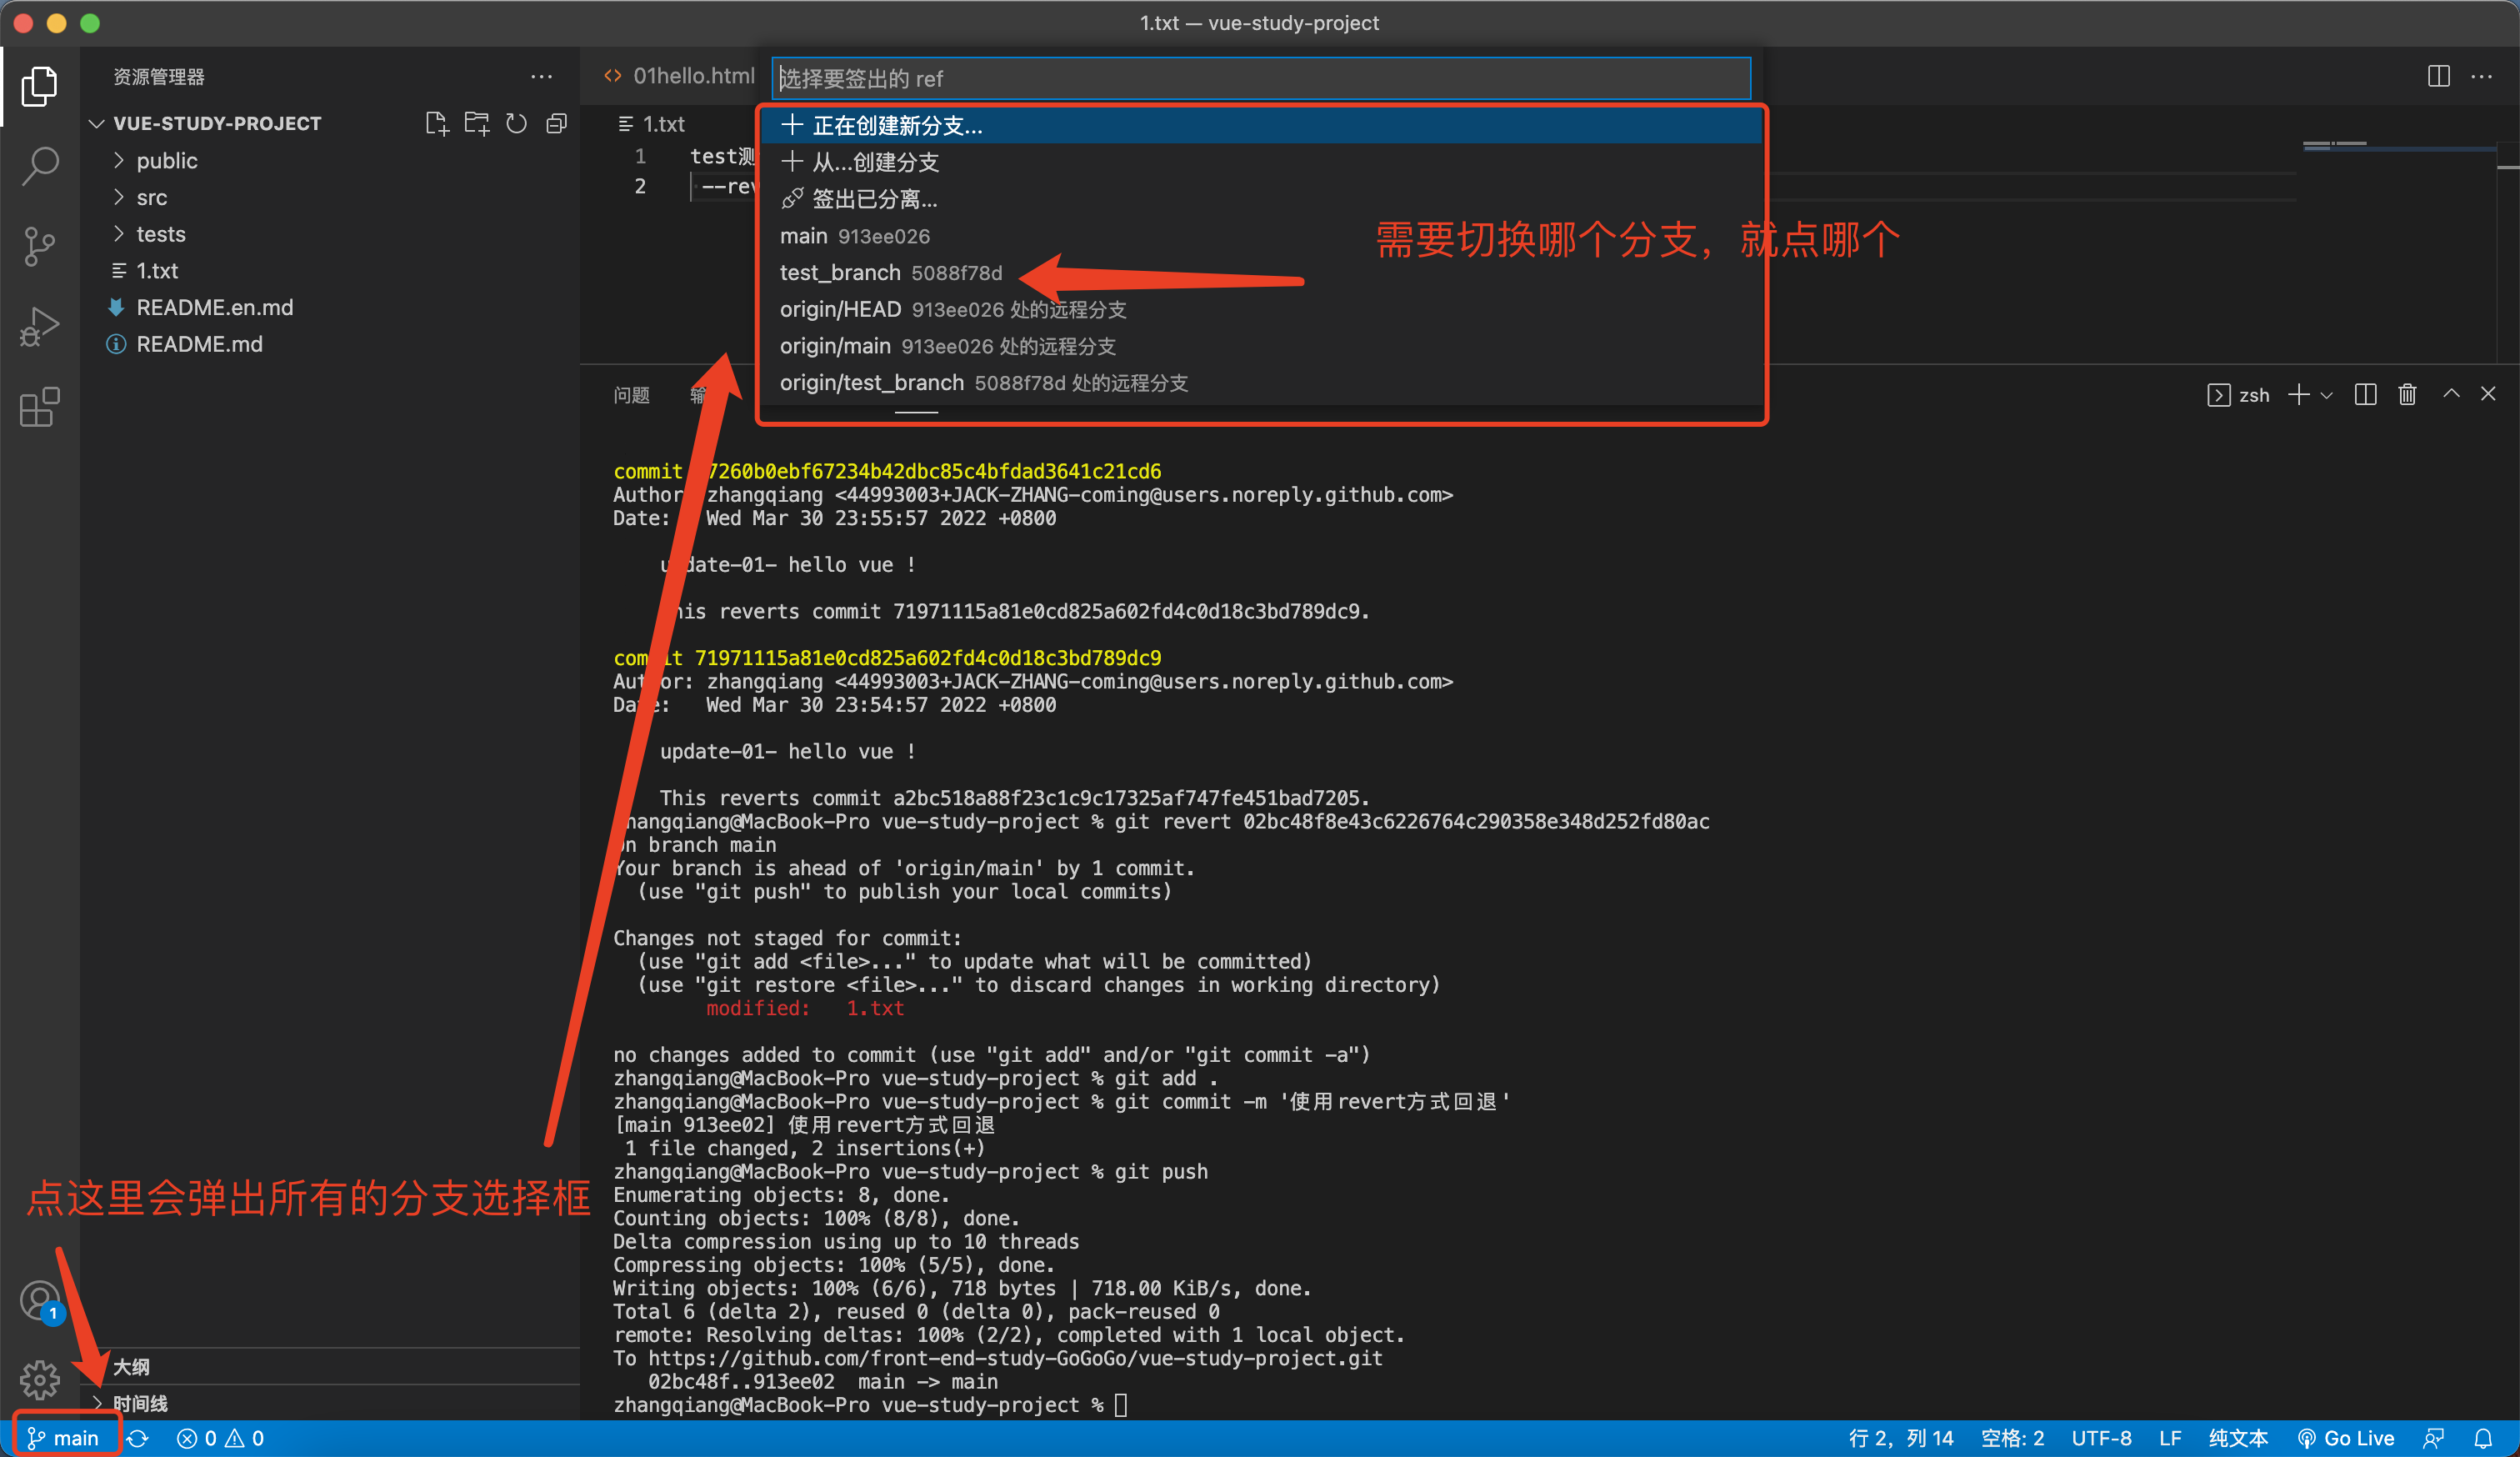 1.txt — vue-study-project
资源管理器
VUE-STUDY-PROJECT
public
src
tests
1.txt
README.en.md
README.md
01hello.html
选择要签出的 ref
1.txt
1 test测
2 --rev
正在创建新分支...
从...创建分支
签出已分离...
main 913ee026
test_branch 5088f78d
origin/HEAD 913ee026 处的远程分支
origin/main 913ee026 处的远程分支
origin/test_branch 5088f78d 处的远程分支
需要切换哪个分支，就点哪个
问题 输
zsh
commit 7260b0ebf67234b42dbc85c4bfdad3641c21cd6
Author: zhangqiang <44993003+JACK-ZHANG-coming@users.noreply.github.com>
Date: Wed Mar 30 23:55:57 2022 +0800
update-01- hello vue !
This reverts commit 71971115a81e0cd825a602fd4c0d18c3bd789dc9.
commit 71971115a81e0cd825a602fd4c0d18c3bd789dc9
Author: zhangqiang <44993003+JACK-ZHANG-coming@users.noreply.github.com>
Date: Wed Mar 30 23:54:57 2022 +0800
update-01- hello vue !
This reverts commit a2bc518a88f23c1c9c17325af747fe451bad7205.
zhangqiang@MacBook-Pro vue-study-project % git revert 02bc48f8e43c6226764c290358e348d252fd80ac
On branch main
Your branch is ahead of 'origin/main' by 1 commit.
(use "git push" to publish your local commits)
Changes not staged for commit:
(use "git add <file>..." to update what will be committed)
(use "git restore <file>..." to discard changes in working directory)
modified: 1.txt
no changes added to commit (use "git add" and/or "git commit -a")
zhangqiang@MacBook-Pro vue-study-project % git add .
zhangqiang@MacBook-Pro vue-study-project % git commit -m '使用revert方式回退'
[main 913ee02] 使用revert方式回退
1 file changed, 2 insertions(+)
zhangqiang@MacBook-Pro vue-study-project % git push
Enumerating objects: 8, done.
Counting objects: 100% (8/8), done.
Delta compression using up to 10 threads
Compressing objects: 100% (5/5), done.
Writing objects: 100% (6/6), 718 bytes | 718.00 KiB/s, done.
Total 6 (delta 2), reused 0 (delta 0), pack-reused 0
remote: Resolving deltas: 100% (2/2), completed with 1 local object.
To https://github.com/front-end-study-GoGoGo/vue-study-project.git
02bc48f..913ee02 main -> main
zhangqiang@MacBook-Pro vue-study-project %
点这里会弹出所有的分支选择框
1
大纲
时间线
main 0 0
行 2，列 14 空格: 2 UTF-8 LF 纯文本 Go Live